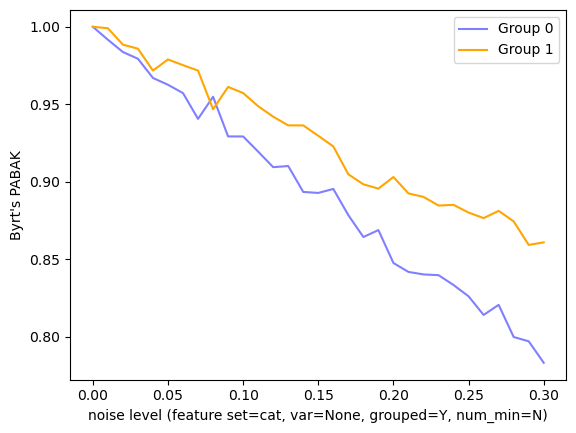 Group 0
Group 1
Byrt's PABAK
1.00
0.95
0.90
0.85
0.80
0.00 0.05 0.10 0.15 0.20 0.25 0.30
noise level (feature set=cat, var=None, grouped=Y, num_min=N)